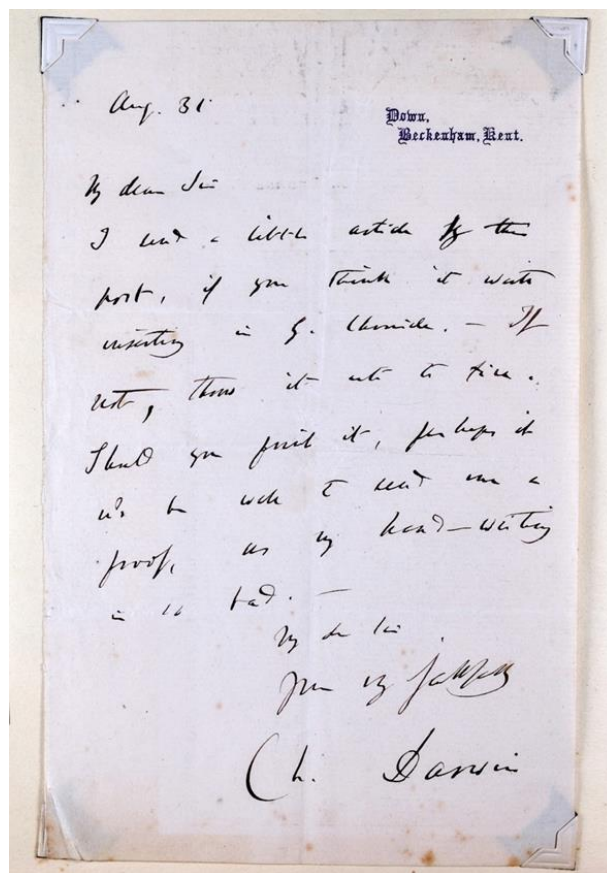 Aug. 31
Down,
Beckenham, Kent.
My dear Sir
I send a little article by this
post, if you think it worth
inserting in G. Chronicle. — If
not, throw it into the fire.
Should you print it, perhaps it
wd be well to send me a
proof, as my hand-writing
is so bad. —
My dear Sir
Yours very faithfully
Ch. Darwin